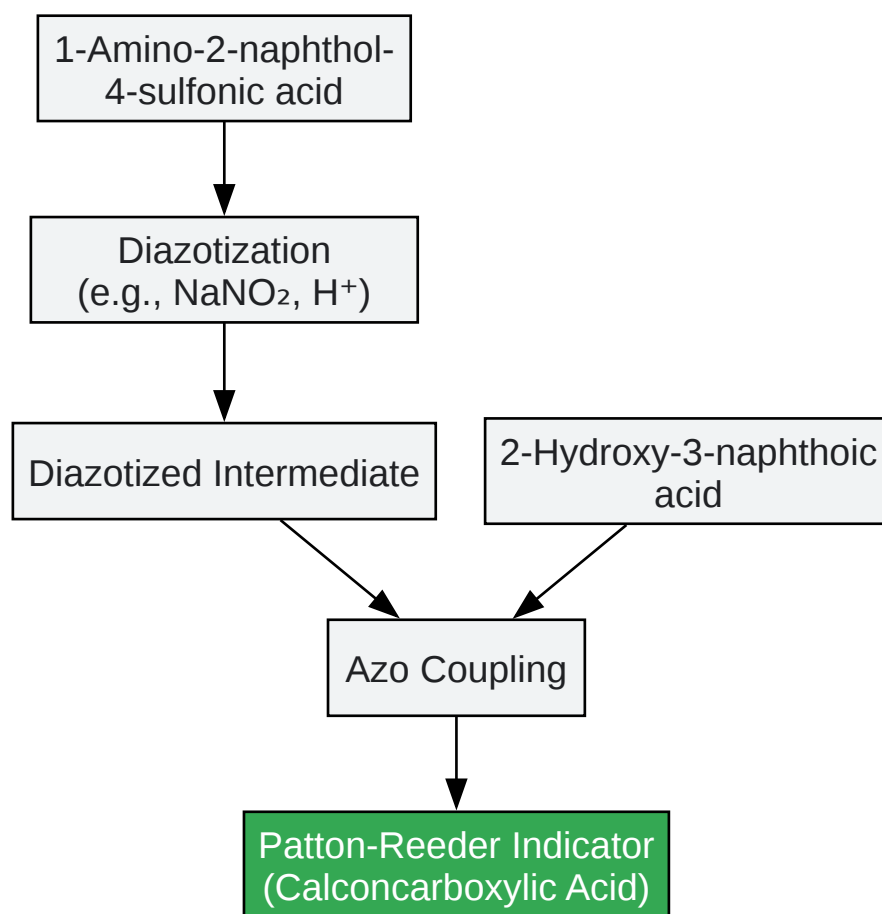 1-Amino-2-naphthol-
4-sulfonic acid
Diazotization
(e.g., NaNO₂, H⁺)
Diazotized Intermediate
2-Hydroxy-3-naphthoic
acid
Azo Coupling
Patton-Reeder Indicator
(Calconcarboxylic Acid)